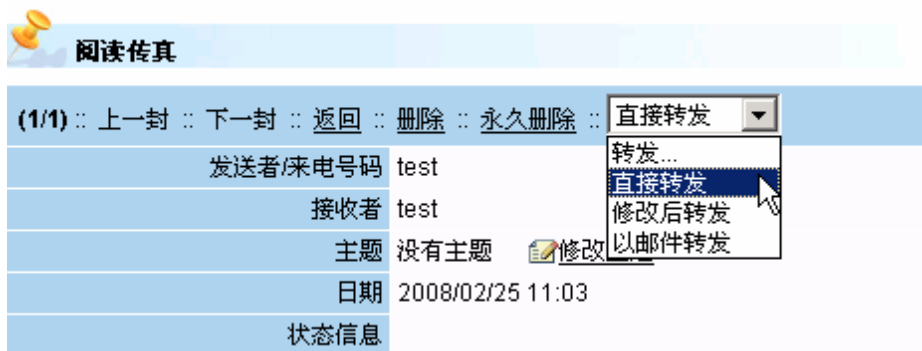 阅读传真
(1/1) :: 上一封 :: 下一封 :: 返回 :: 删除 :: 永久删除 :: 直接转发
转发...
发送者/来电号码 test
直接转发
接收者 test
修改后转发
主题 没有主题 修改
以邮件转发
日期 2008/02/25 11:03
状态信息